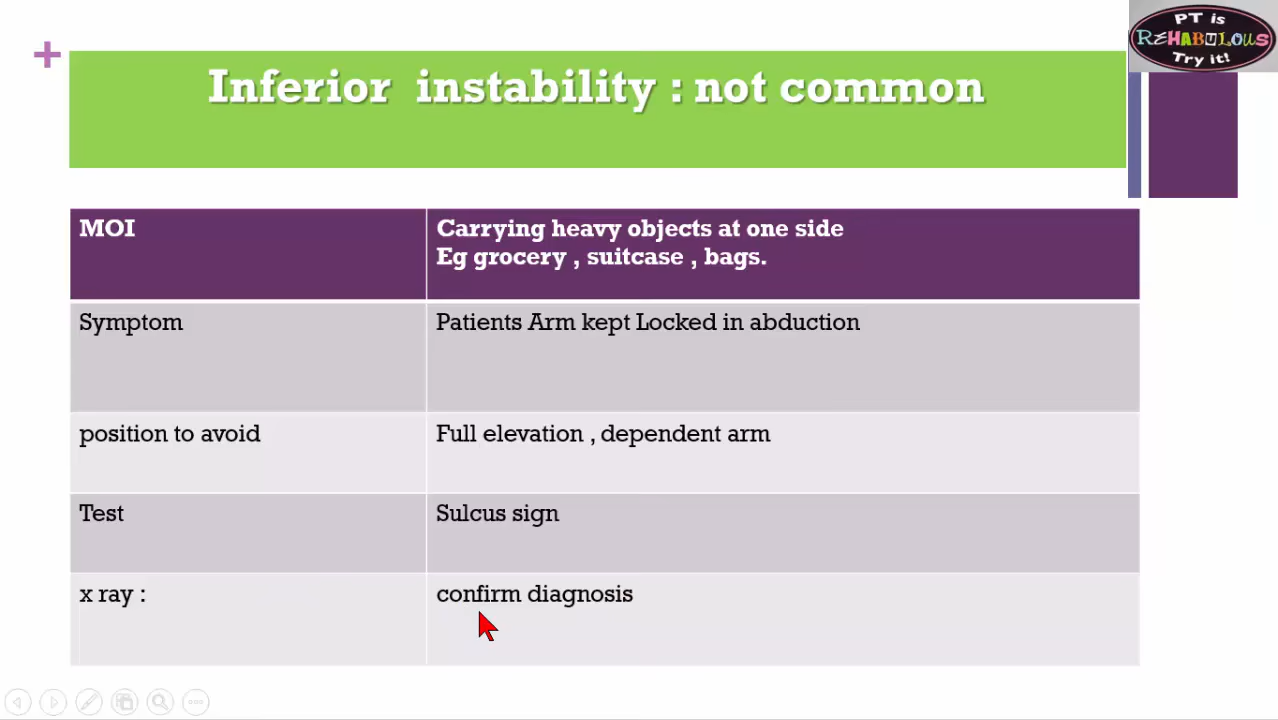 PT is
REHABULOUS
Try it!
+
Inferior instability : not common
MOI
Carrying heavy objects at one side
Eg grocery , suitcase , bags.
Symptom
Patients Arm kept Locked in abduction
position to avoid
Full elevation , dependent arm
Test
Sulcus sign
x ray :
confirm diagnosis